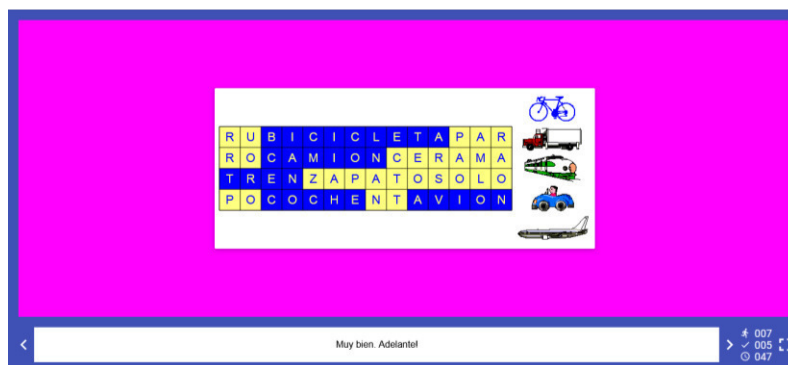 R U B I C I C L E T A P A R
R O C A M I O N C E R A M A
T R E N Z A P A T O S O L O
P O C O C H E N T A V I O N
Muy bien. Adelante!
007
005
047